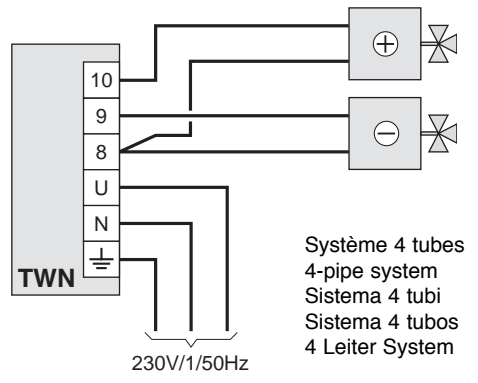 10
9
8
U
N
TWN
+
−
230V/1/50Hz
Système 4 tubes
4-pipe system
Sistema 4 tubi
Sistema 4 tubos
4 Leiter System